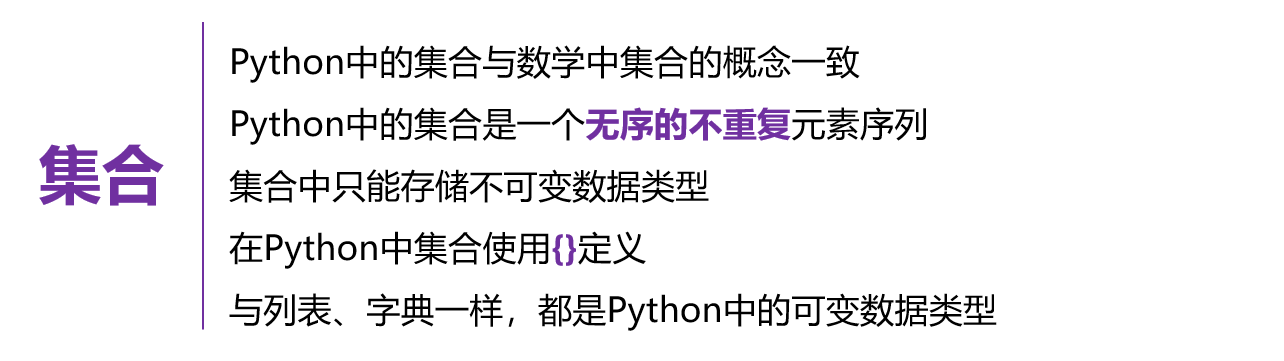 集合
Python中的集合与数学中集合的概念一致
Python中的集合是一个无序的不重复元素序列
集合中只能存储不可变数据类型
在Python中集合使用{}定义
与列表、字典一样，都是Python中的可变数据类型